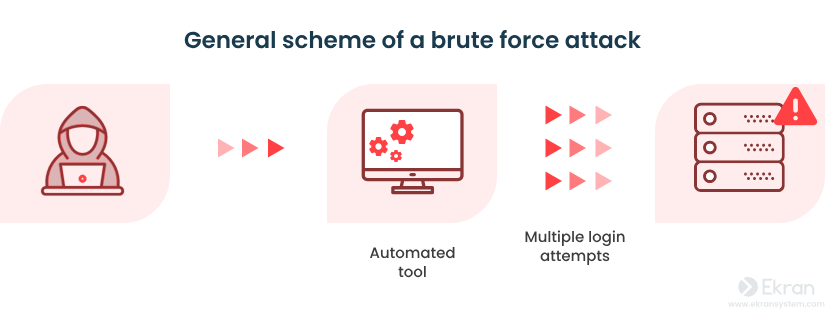 General scheme of a brute force attack
Automated
tool
Multiple login
attempts
Ekran
www.ekransystem.com